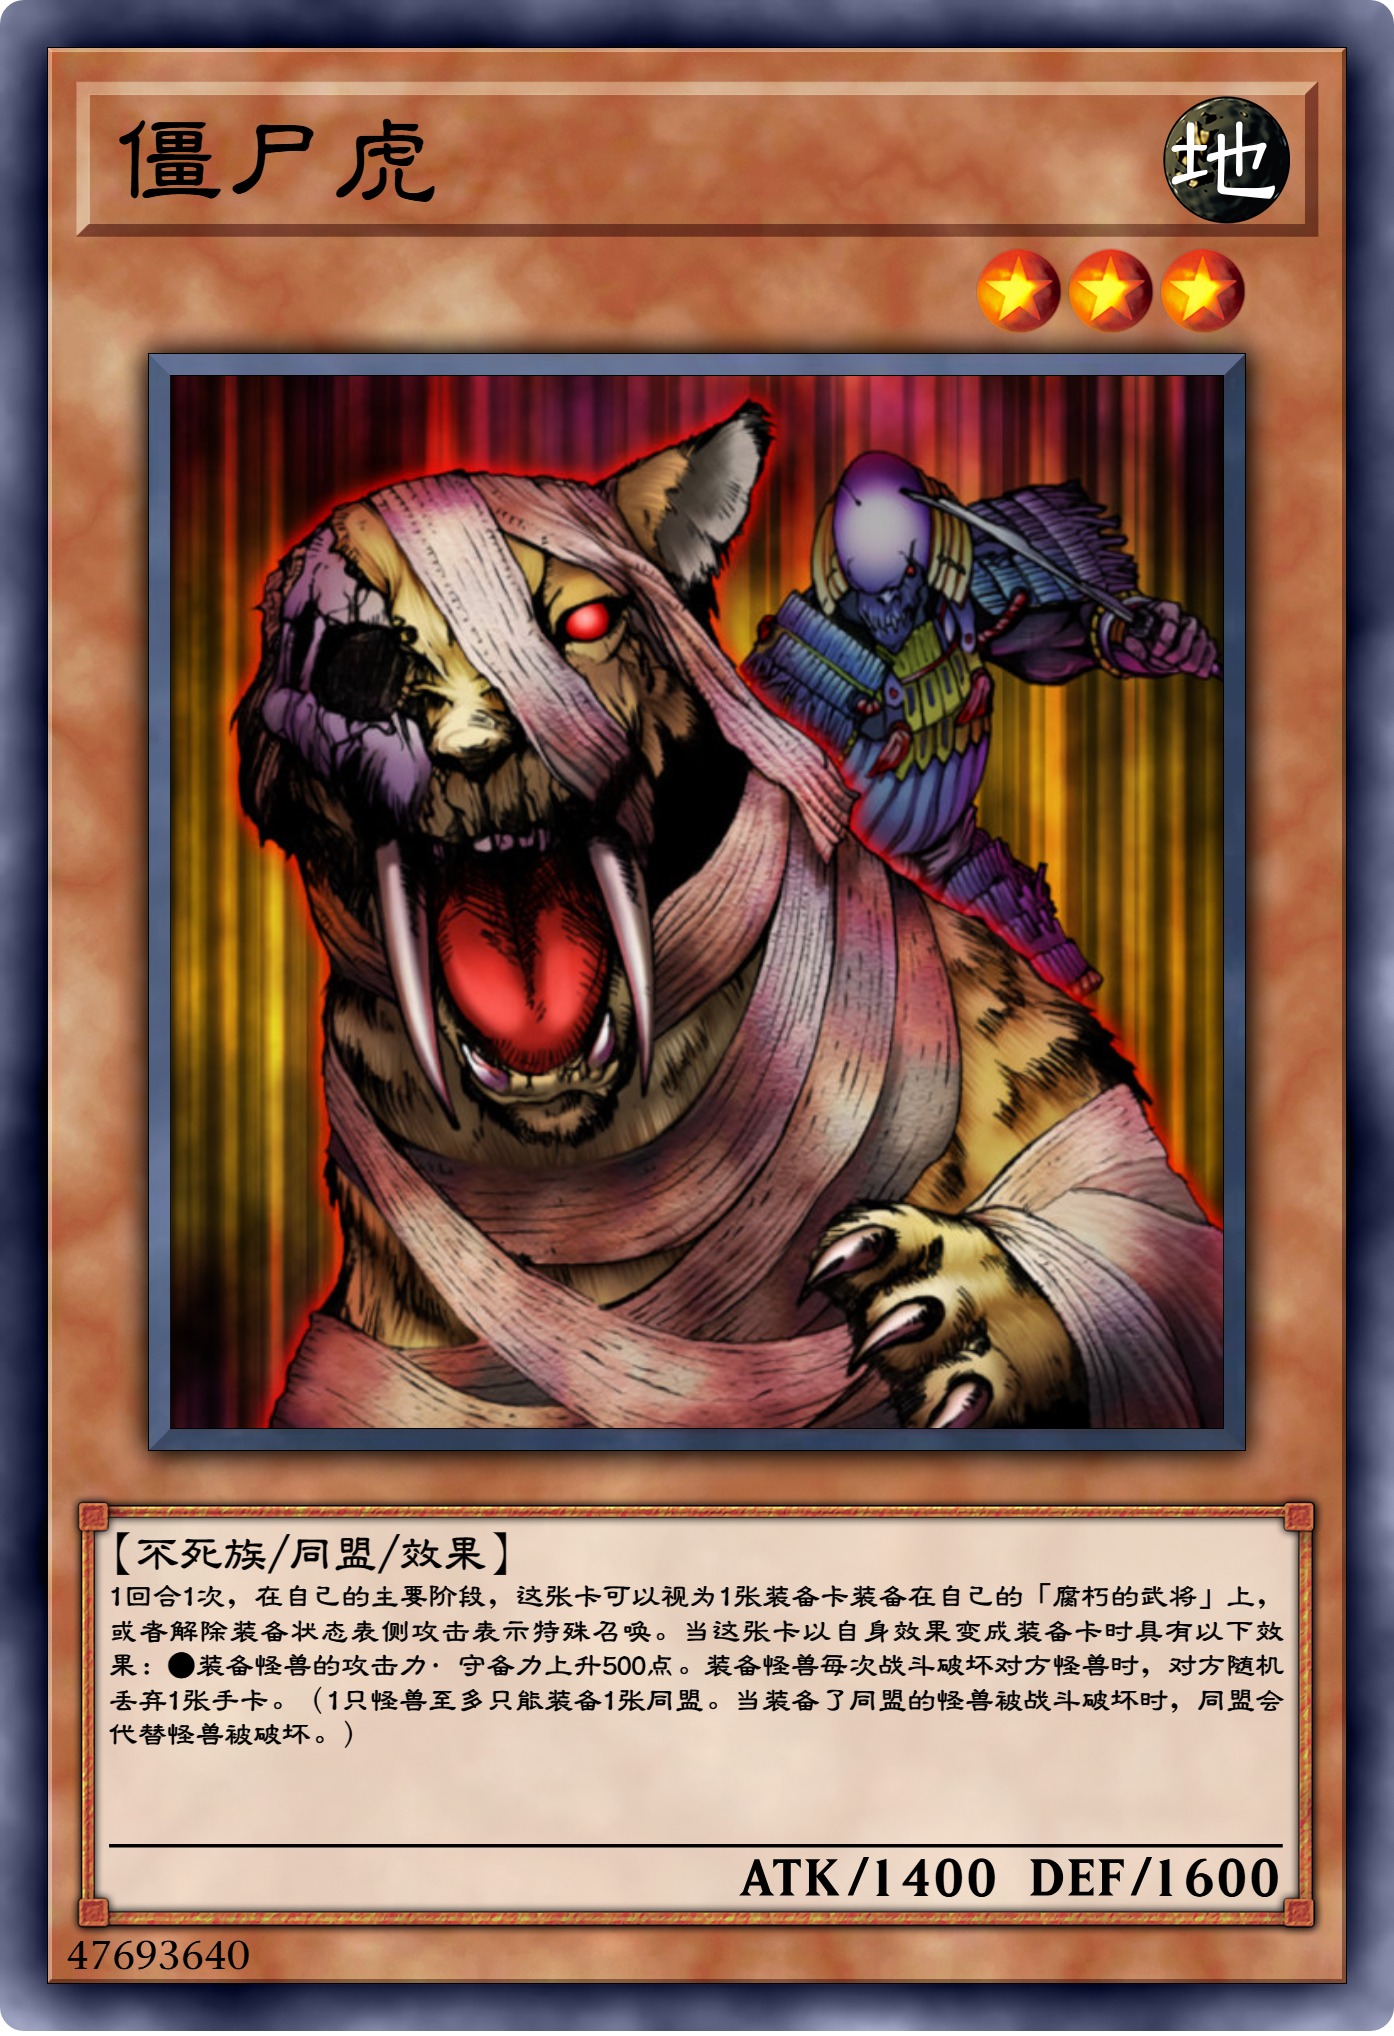 僵尸虎
地
【不死族/同盟/效果】
1回合1次，在自己的主要阶段，这张卡可以视为1张装备卡装备在自己的「腐朽的武将」上，
或者解除装备状态表侧攻击表示特殊召唤。当这张卡以自身效果变成装备卡时具有以下效
果：●装备怪兽的攻击力·守备力上升500点。装备怪兽每次战斗破坏对方怪兽时，对方随机
丢弃1张手卡。（1只怪兽至多只能装备1张同盟。当装备了同盟的怪兽被战斗破坏时，同盟会
代替怪兽被破坏。）
ATK/1400 DEF/1600
47693640